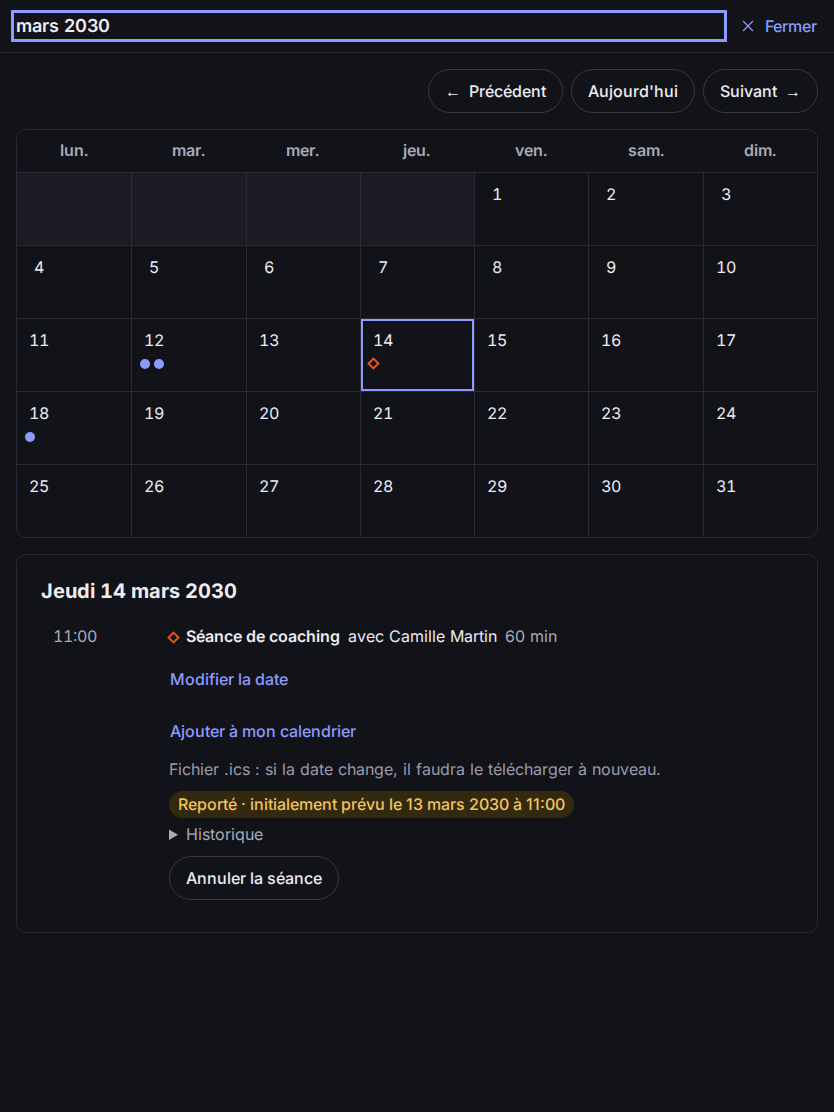 mars 2030
Fermer
← Précédent Aujourd'hui Suivant →
lun. mar. mer. jeu. ven. sam. dim.
1 2 3
4 5 6 7 8 9 10
11 12 13 14 15 16 17
18 19 20 21 22 23 24
25 26 27 28 29 30 31
Jeudi 14 mars 2030
11:00 Séance de coaching avec Camille Martin 60 min
Modifier la date
Ajouter à mon calendrier
Fichier .ics : si la date change, il faudra le télécharger à nouveau.
Reporté · initialement prévu le 13 mars 2030 à 11:00
Historique
Annuler la séance